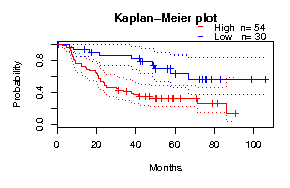 Kaplan–Meier plot
High n= 54
Low n= 30
Probability
0.8
0.4
0.0
0 20 40 60 80 100
Months